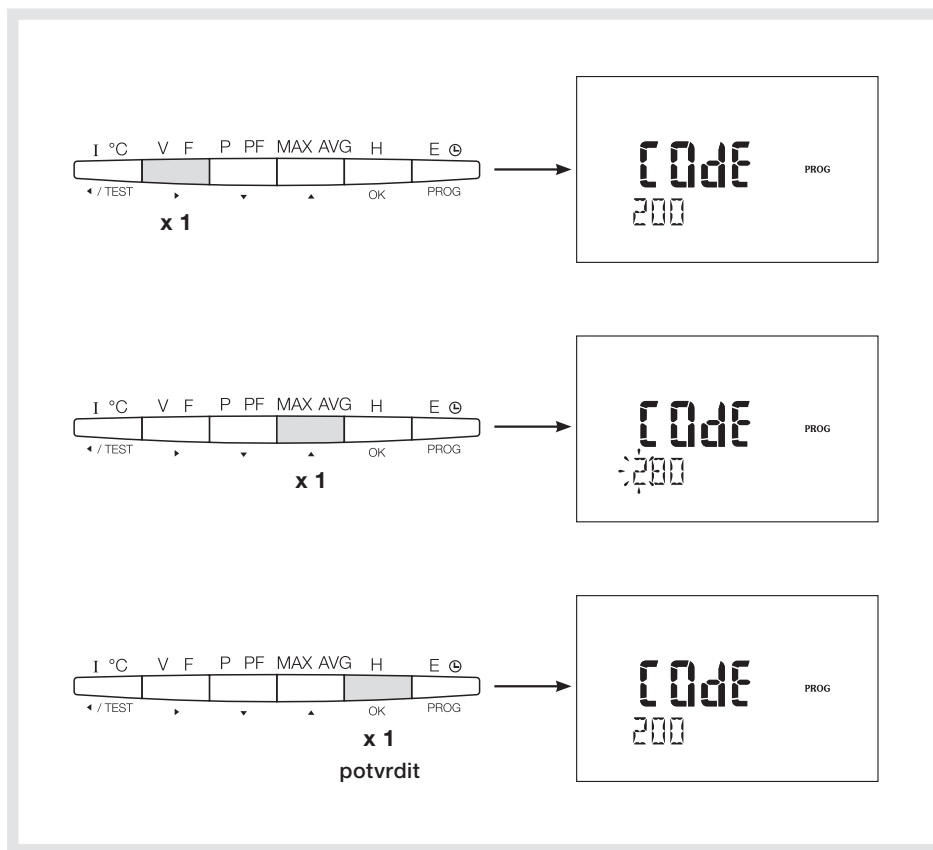 I °C V F P PF MAX AVG H E
/ TEST OK PROG
x 1
COdE PROG
200
I °C V F P PF MAX AVG H E
/ TEST OK PROG
x 1
COdE PROG
280
I °C V F P PF MAX AVG H E
/ TEST OK PROG
x 1
potvrdit
COdE PROG
200